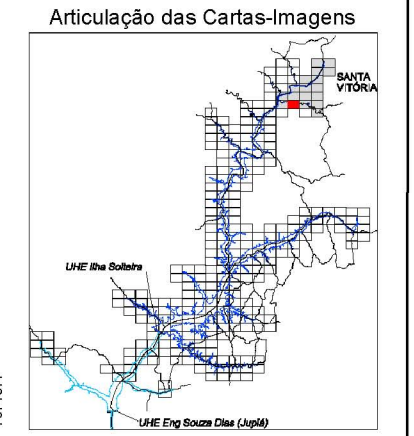 Articulação das Cartas-Imagens
SANTA
VITÓRIA
UHE Ilha Solteira
UHE Eng Souza Dias (Jupiá)